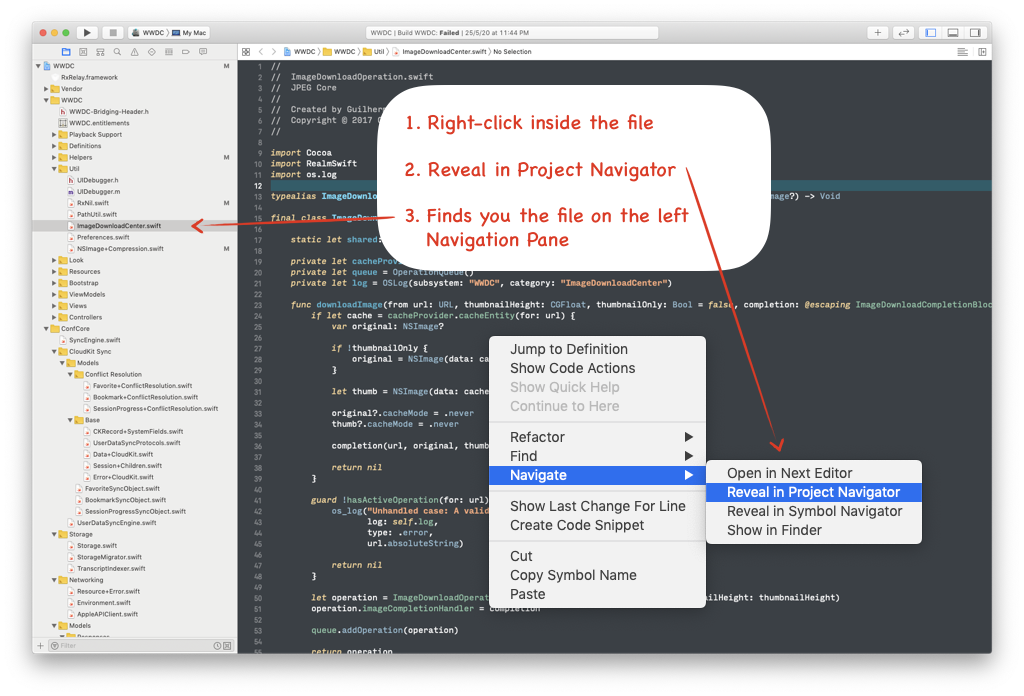 WWDC
My Mac
WWDC | Build WWDC: Failed | 25/5/20 at 11:44 PM
WWDC
WWDC
Util
ImageDownloadCenter.swift
No Selection
WWDC M
RxRelay.framework
Vendor
WWDC
WWDC-Bridging-Header.h
WWDC.entitlements
Playback Support
Definitions
Helpers M
Util
UIDebugger.h
UIDebugger.m
RxNil.swift M
PathUtil.swift
ImageDownloadCenter.swift
Preferences.swift
NSImage+Compression.swift M
Look
Resources
Bootstrap
ViewModels
Views
Controllers
ConfCore
SyncEngine.swift
CloudKit Sync
Models
Conflict Resolution
Favorite+ConflictResolution.swift
Bookmark+ConflictResolution.swift
SessionProgress+ConflictResolution.swift
Base
CKRecord+SystemFields.swift
UserDataSyncProtocols.swift
Data+CloudKit.swift
Session+Children.swift
Error+CloudKit.swift
FavoriteSyncObject.swift
BookmarkSyncObject.swift
SessionProgressSyncObject.swift
UserDataSyncEngine.swift
Storage
Storage.swift
StorageMigrator.swift
TranscriptIndexer.swift
Networking
Resource+Error.swift
Environment.swift
AppleAPIClient.swift
Models
Responses
Filter
1 //
2 // ImageDownloadOperation.swift
3 // JPEG Core
4 //
5 // Created by Guilher
6 // Copyright © 2017
7 //
8
9 import Cocoa
10 import RealmSwift
11 import os.log
12
13 typealias ImageDownlo mage?) -> Void
14
15 final class ImageDown
16
17 static let shared:
18
19 private let cacheProvi
20 private let queue = OperationQueue()
21 private let log = OSLog(subsystem: "WWDC", category: "ImageDownloadCenter")
22
23 func downloadImage(from url: URL, thumbnailHeight: CGFloat, thumbnailOnly: Bool = false, completion: @escaping ImageDownloadCompletionBloc
24 if let cache = cacheProvider.cacheEntity(for: url) {
25 var original: NSImage?
26
27 if !thumbnailOnly {
28 original = NSImage(data: ca
29 }
30
31 let thumb = NSImage(data: cache
32
33 original?.cacheMode = .never
34 thumb?.cacheMode = .never
35
36 completion(url, original, thumb
37
38 return nil
39 }
40
41 guard !hasActiveOperation(for: url)
42 os_log("Unhandled case: A valid
43 log: self.log,
44 type: .error,
45 url.absoluteString)
46
47 return nil
48 }
49
50 let operation = ImageDownloadOperat nailHeight: thumbnailHeight)
51 operation.imageCompletionHandler = completion
52
53 queue.addOperation(operation)
54
55 return operation
1. Right-click inside the file
2. Reveal in Project Navigator
3. Finds you the file on the left
Navigation Pane
Jump to Definition
Show Code Actions
Show Quick Help
Continue to Here
Refactor
Find
Navigate
Show Last Change For Line
Create Code Snippet
Cut
Copy Symbol Name
Paste
Open in Next Editor
Reveal in Project Navigator
Reveal in Symbol Navigator
Show in Finder